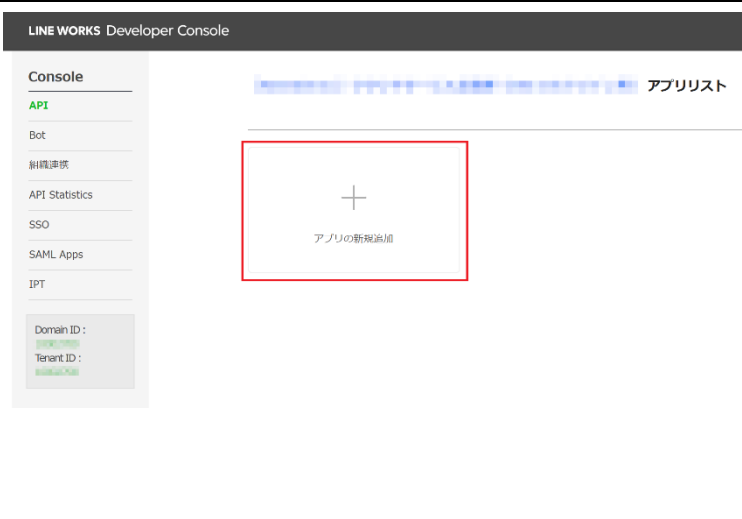 LINE WORKS Developer Console
Console
API
Bot
組織連携
API Statistics
SSO
SAML Apps
IPT
Domain ID :
Tenant ID :
アプリリスト
アプリの新規追加